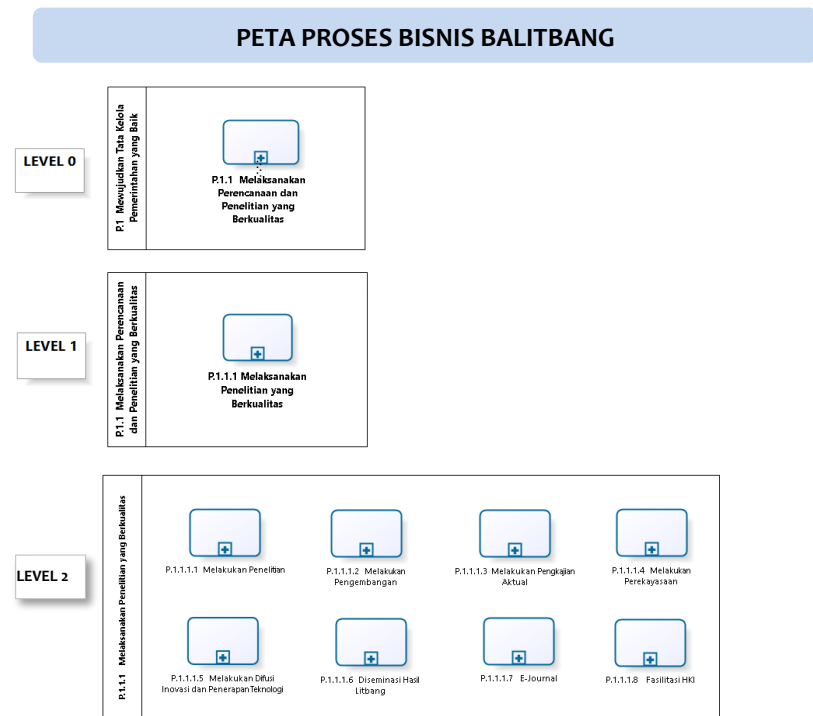 PETA PROSES BISNIS BALITBANG
LEVEL 0
P.1 Mewujudkan Tata Kelola
Pemerintahan yang Baik
P.1.1 Melaksanakan
Perencanaan dan
Penelitian yang
Berkualitas
LEVEL 1
P.1.1 Melaksanakan Perencanaan
dan Penelitian yang Berkualitas
P.1.1.1 Melaksanakan
Penelitian yang
Berkualitas
LEVEL 2
P.1.1.1 Melaksanakan Penelitian yang Berkualitas
P.1.1.1.1 Melakukan Penelitian
P.1.1.1.2 Melakukan
Pengembangan
P.1.1.1.3 Melakukan Pengkajian
Aktual
P.1.1.1.4 Melakukan
Perekayasaan
P.1.1.1.5 Melakukan Difusi
Inovasi dan Penerapan Teknologi
P.1.1.1.6 Diseminasi Hasil
Litbang
P.1.1.1.7 E-Journal
P.1.1.1.8 Fasilitasi HKI